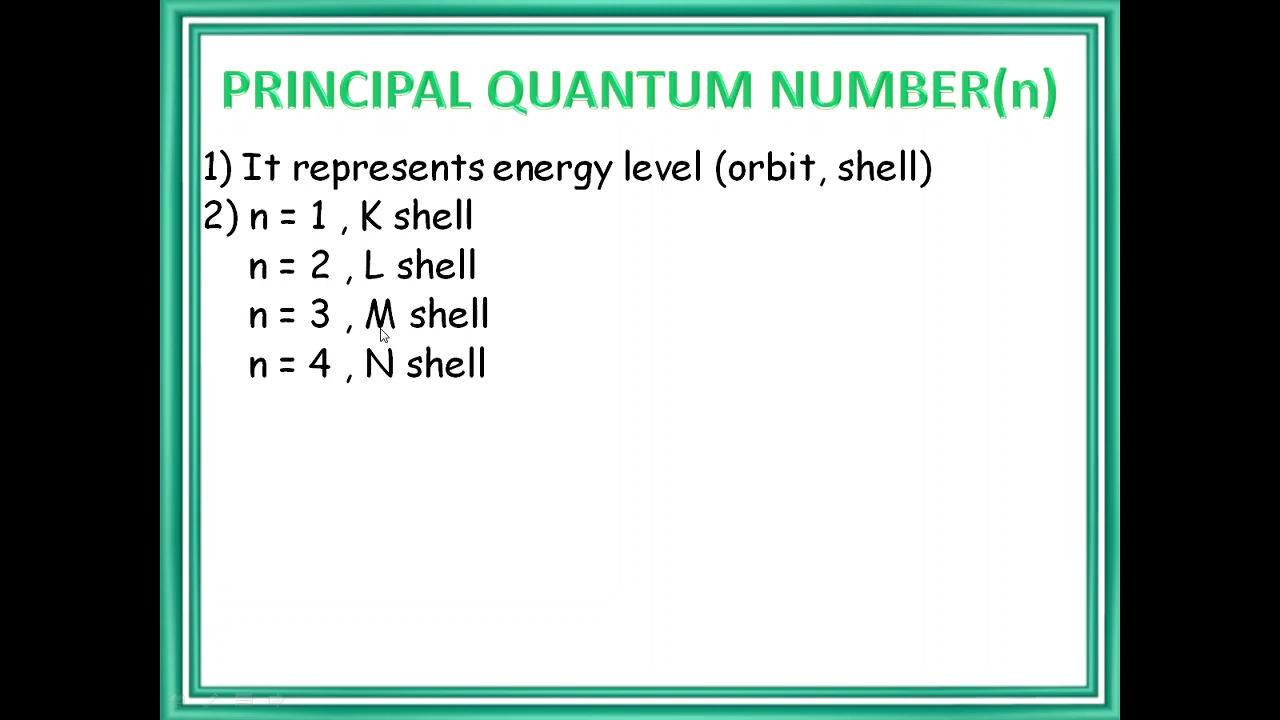 PRINCIPAL QUANTUM NUMBER(n)
1) It represents energy level (orbit, shell)
2) n = 1 , K shell
n = 2 , L shell
n = 3 , M shell
n = 4 , N shell